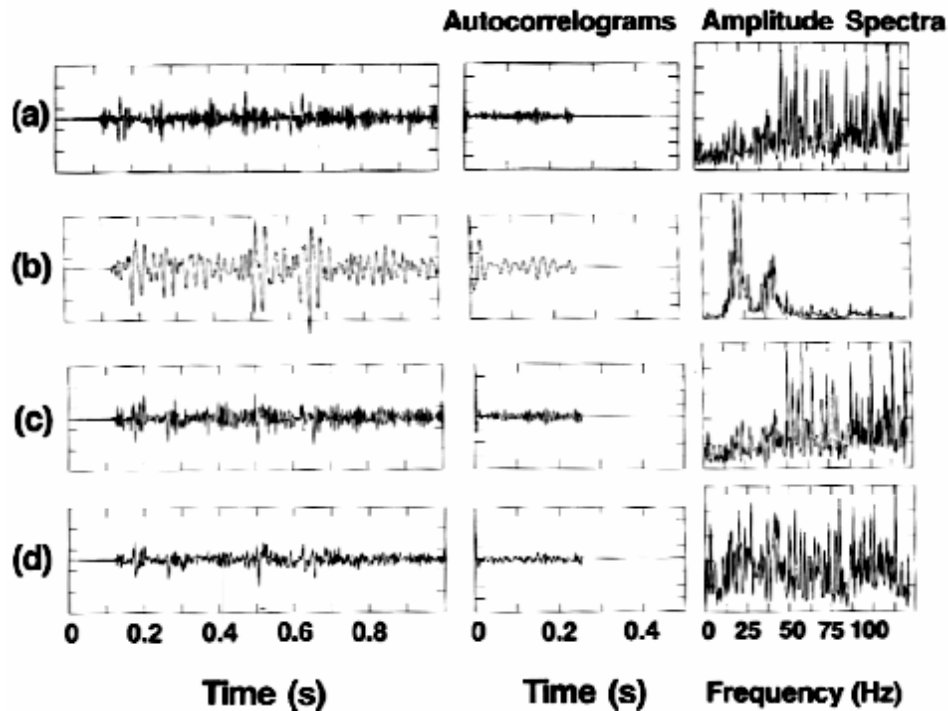 Autocorrelograms Amplitude Spectra
(a)
(b)
(c)
(d)
0 0.2 0.4 0.6 0.8 0 0.2 0.4 0 25 50 75 100
Time (s) Time (s) Frequency (Hz)